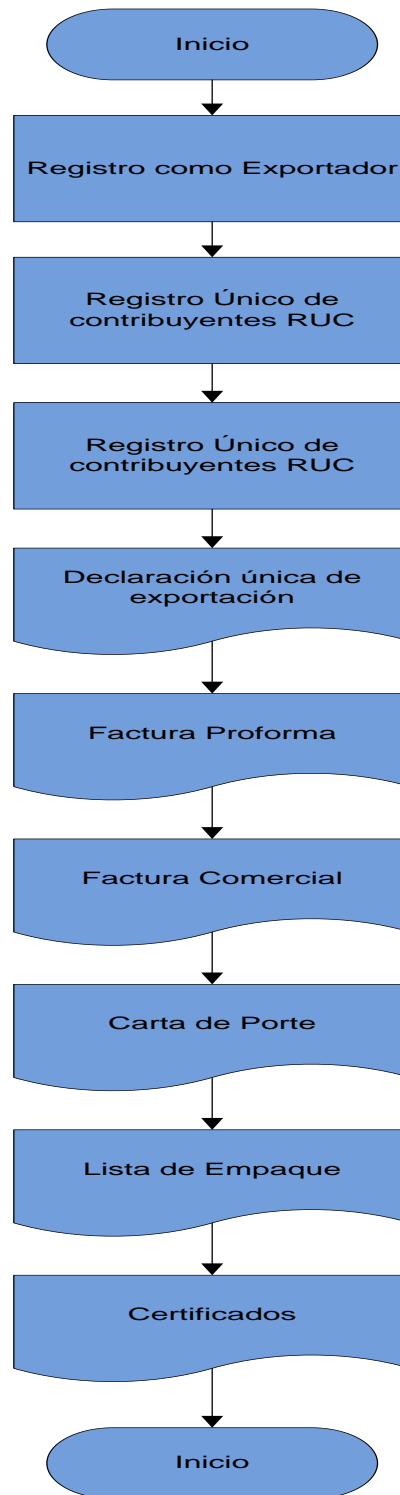 Inicio
Registro como Exportador
Registro Único de
contribuyentes RUC
Registro Único de
contribuyentes RUC
Declaración única de
exportación
Factura Proforma
Factura Comercial
Carta de Porte
Lista de Empaque
Certificados
Inicio